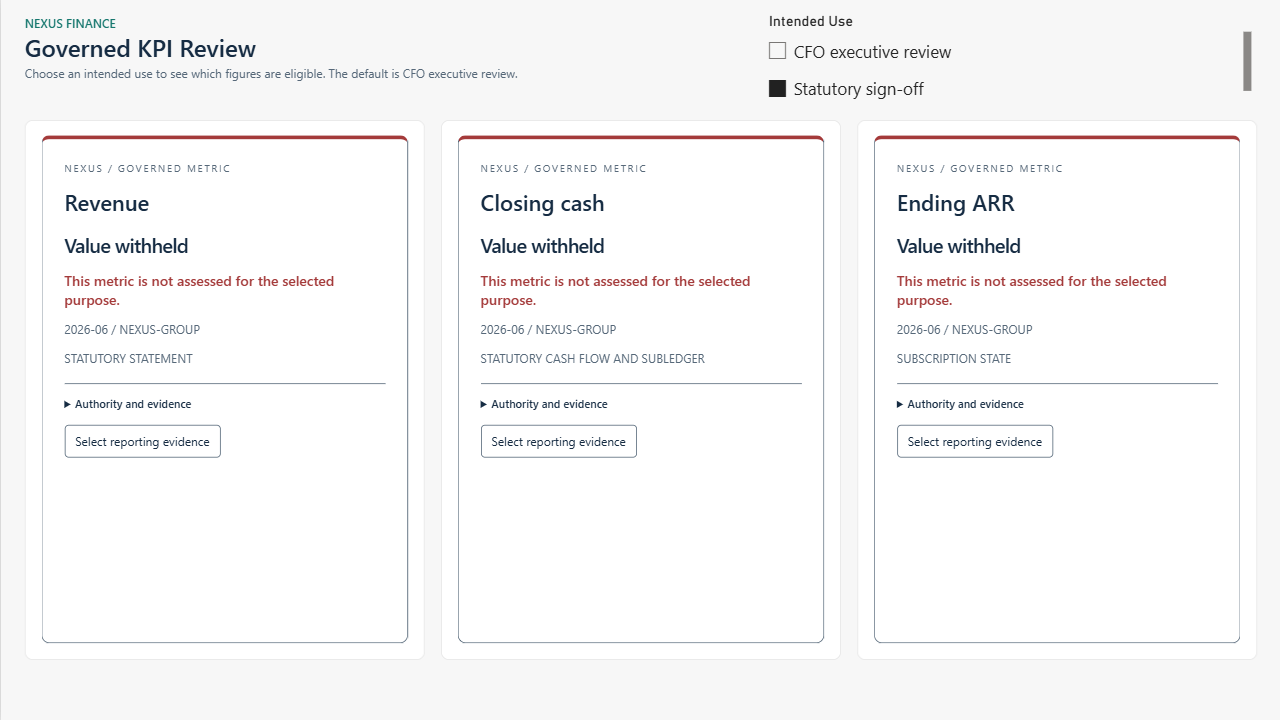 NEXUS FINANCE
Governed KPI Review
Choose an intended use to see which figures are eligible. The default is CFO executive review.
Intended Use
CFO executive review
Statutory sign-off
NEXUS / GOVERNED METRIC
Revenue
Value withheld
This metric is not assessed for the selected
purpose.
2026-06 / NEXUS-GROUP
STATUTORY STATEMENT
Authority and evidence
Select reporting evidence
NEXUS / GOVERNED METRIC
Closing cash
Value withheld
This metric is not assessed for the selected
purpose.
2026-06 / NEXUS-GROUP
STATUTORY CASH FLOW AND SUBLEDGER
Authority and evidence
Select reporting evidence
NEXUS / GOVERNED METRIC
Ending ARR
Value withheld
This metric is not assessed for the selected
purpose.
2026-06 / NEXUS-GROUP
SUBSCRIPTION STATE
Authority and evidence
Select reporting evidence